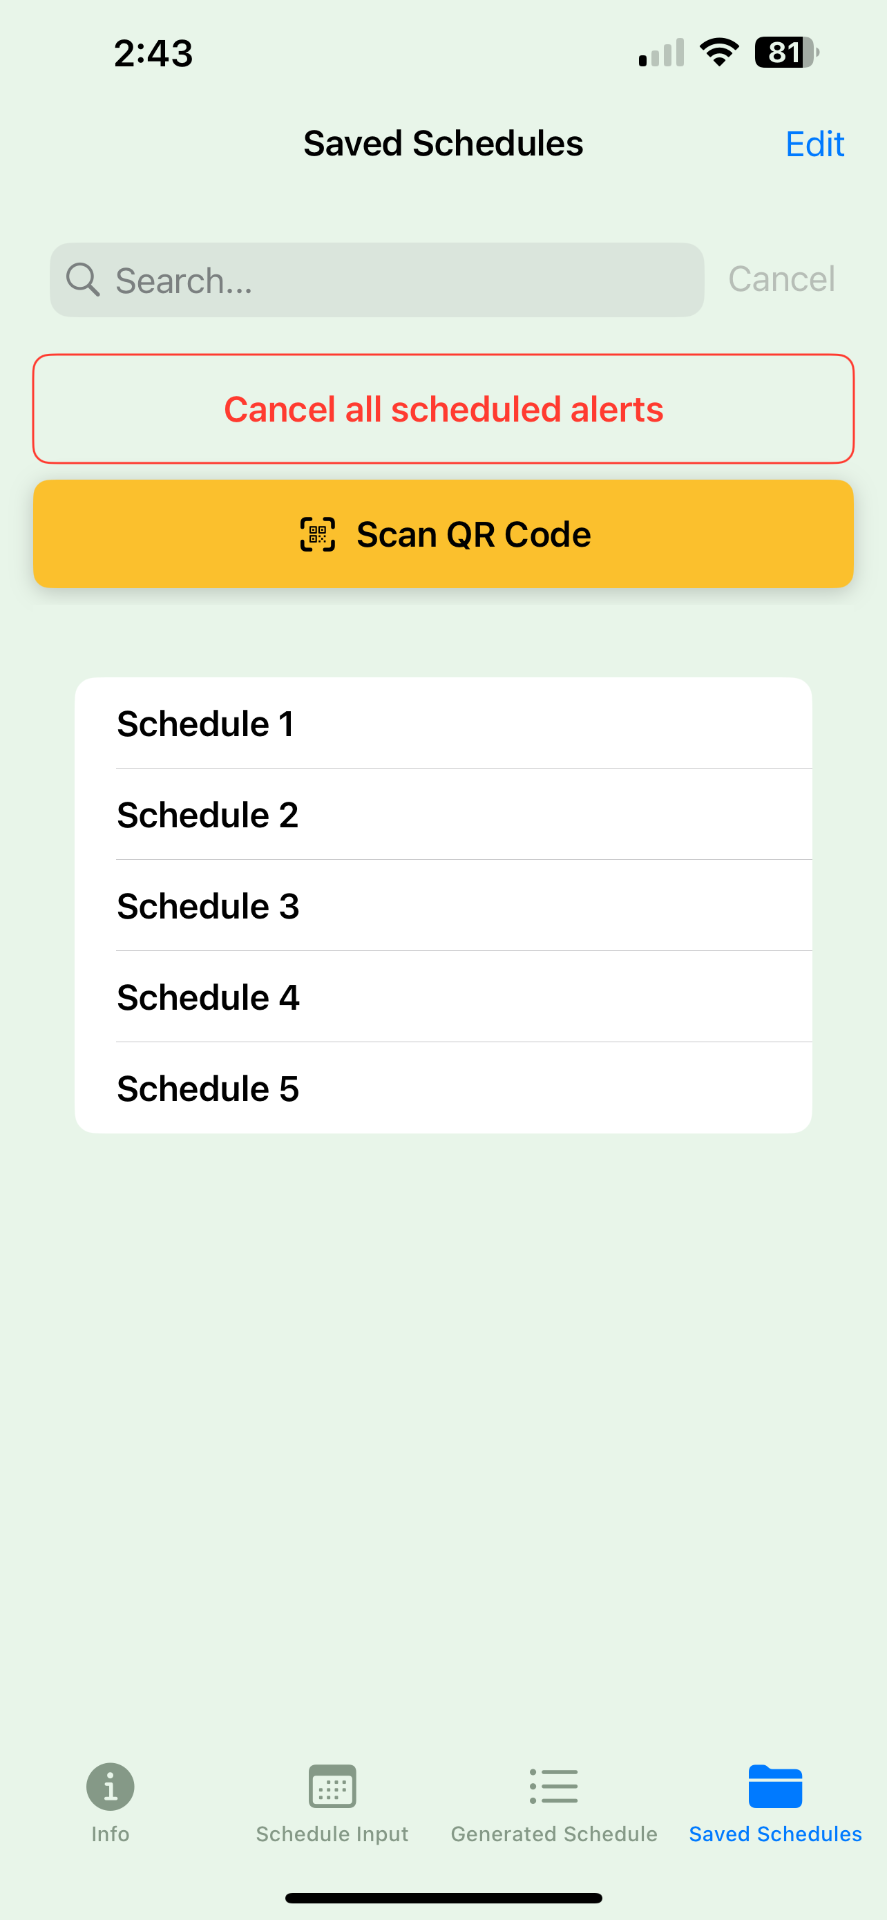 2:43
81
Saved Schedules
Edit
Search...
Cancel
Cancel all scheduled alerts
Scan QR Code
Schedule 1
Schedule 2
Schedule 3
Schedule 4
Schedule 5
Info
Schedule Input
Generated Schedule
Saved Schedules